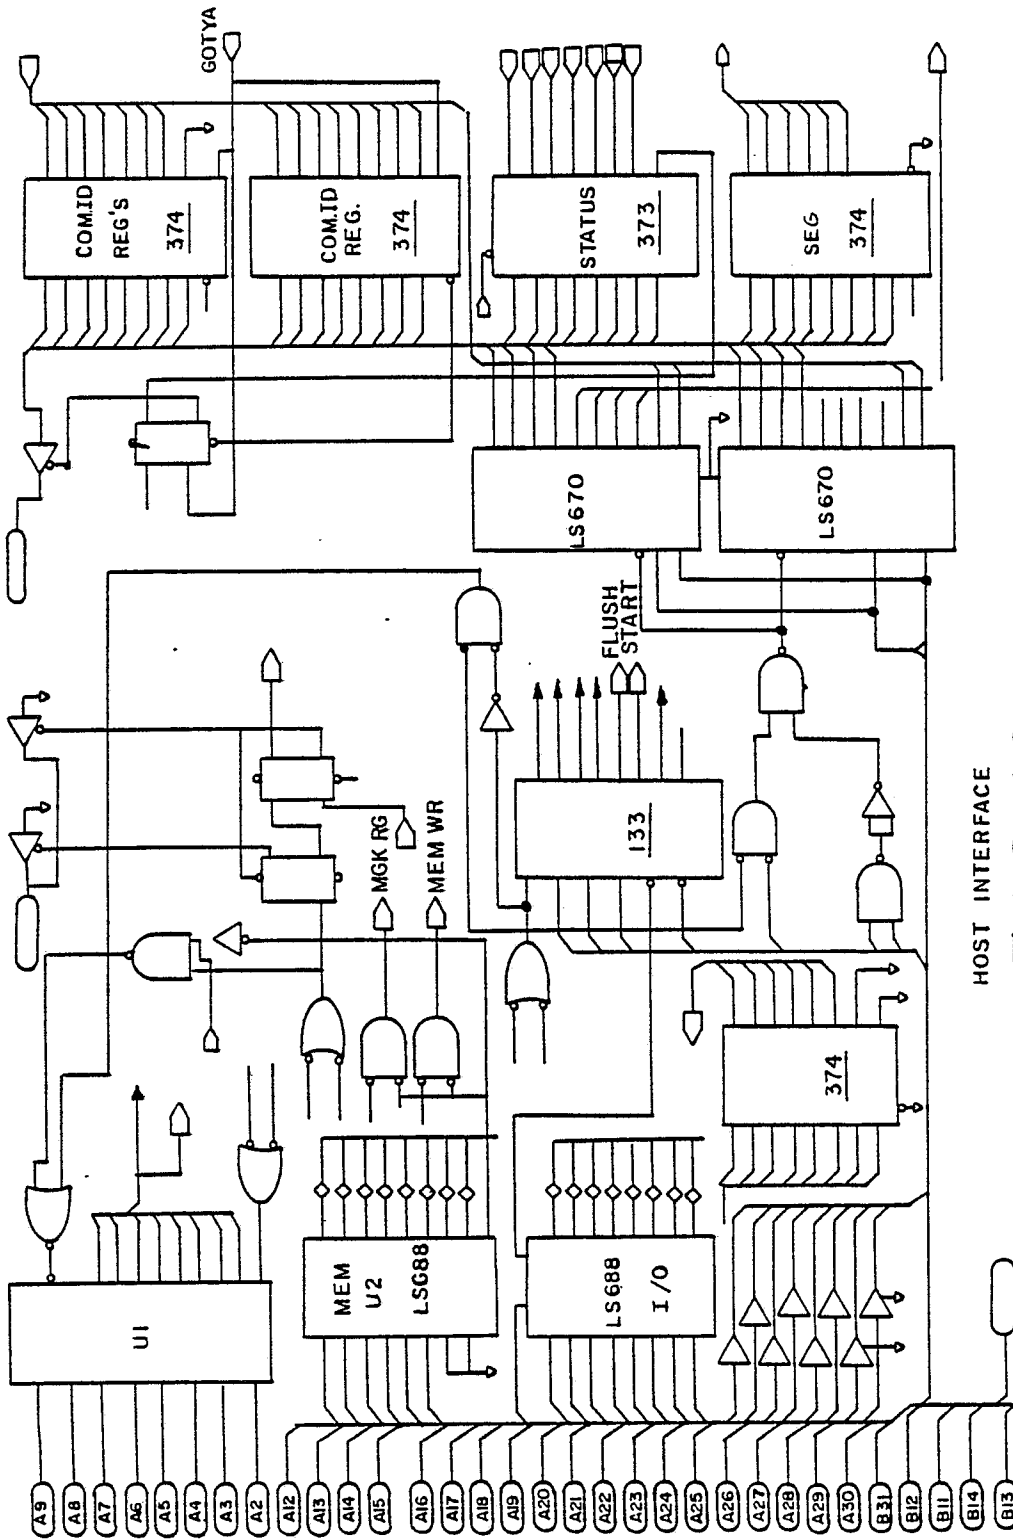 A9
A8
A7
A6
A5
A4
A3
A2
A12
A13
A14
A15
A16
A17
A18
A19
A20
A21
A22
A23
A24
A25
A26
A27
A28
A29
A30
B31
B12
B11
B14
B13
U1
MEM
U2
LS688
LS688
I/O
374
MGK RG
MEM WR
133
FLUSH
START
LS670
LS670
GOTYA
COM.ID
REG'S
374
COM.ID
REG.
374
STATUS
373
SEG
374
HOST INTERFACE